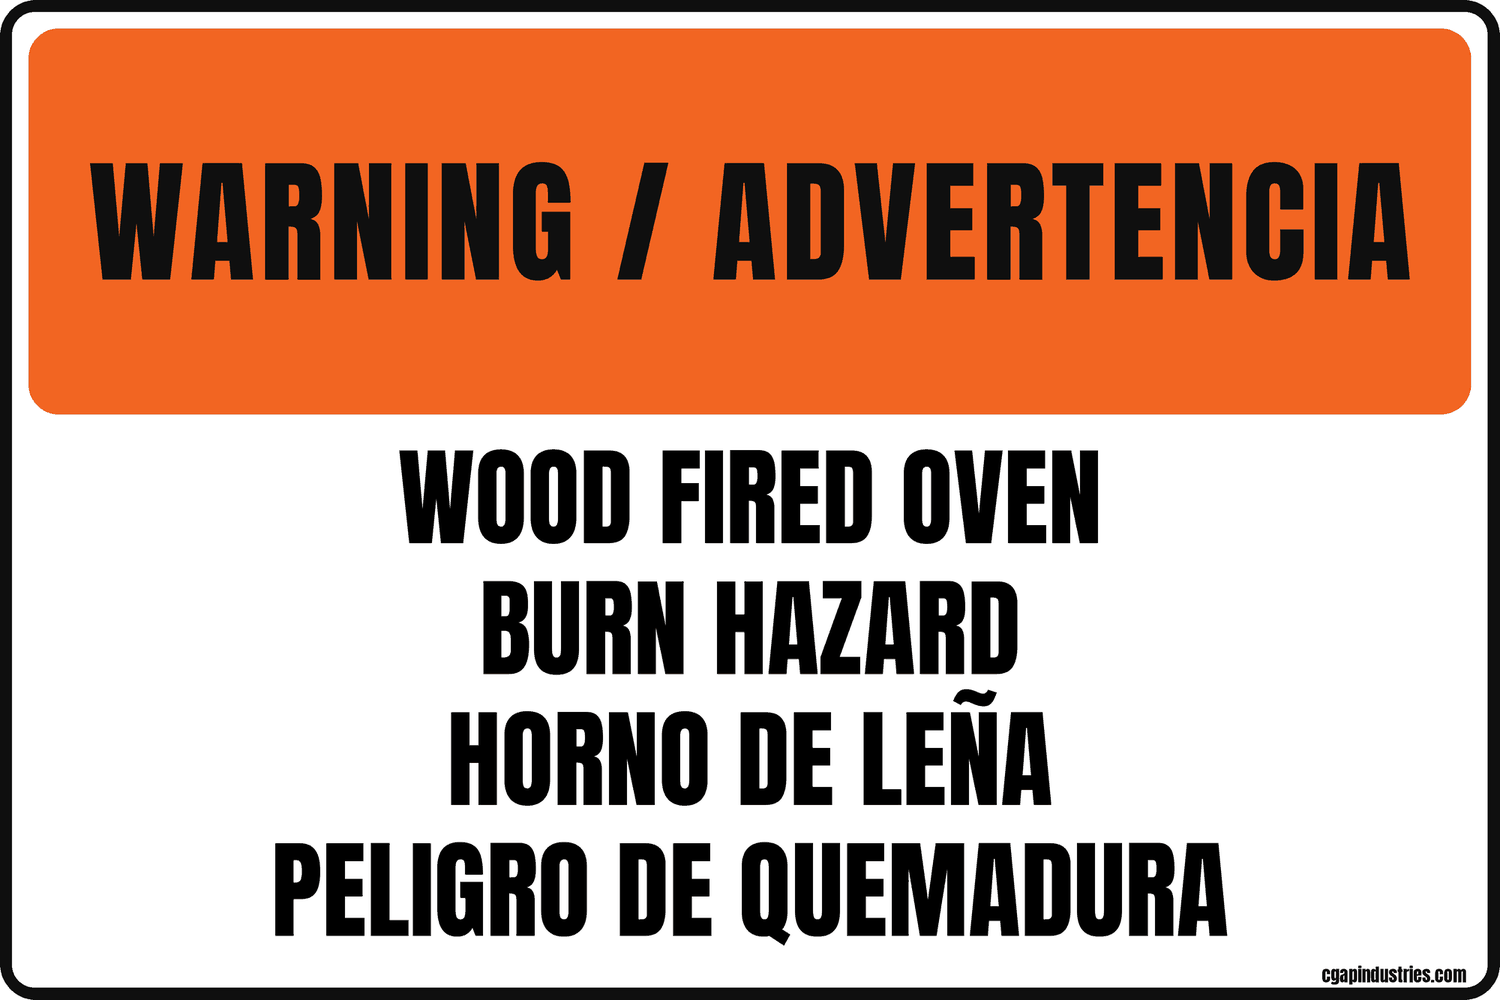 WARNING / ADVERTENCIA
WOOD FIRED OVEN
BURN HAZARD
HORNO DE LEÑA
PELIGRO DE QUEMADURA
cgapindustries.com